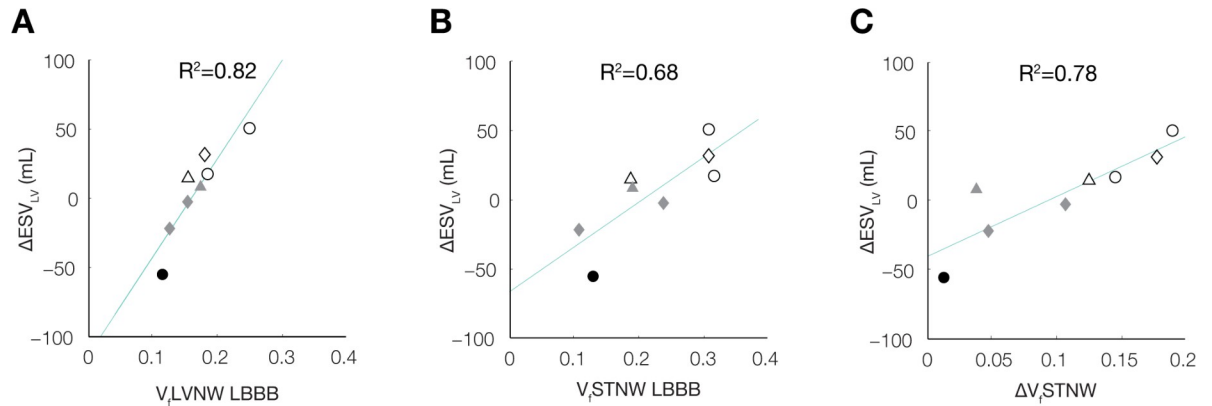 A
R²=0.82
100
50
0
−50
−100
ΔESV_LV (mL)
0 0.1 0.2 0.3 0.4
V_fLVNW LBBB
B
R²=0.68
100
50
0
−50
−100
ΔESV_LV (mL)
0 0.1 0.2 0.3 0.4
V_fSTNW LBBB
C
R²=0.78
100
50
0
−50
−100
ΔESV_LV (mL)
0 0.05 0.1 0.15 0.2
ΔV_fSTNW